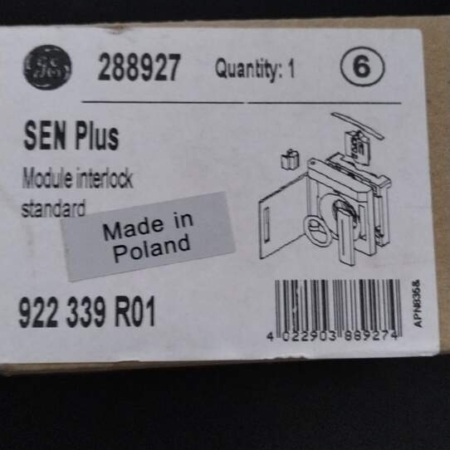 288927 Quantity: 1 6
SEN Plus
Module interlock
standard
Made in
Poland
922 339 R01
4 022903 889274